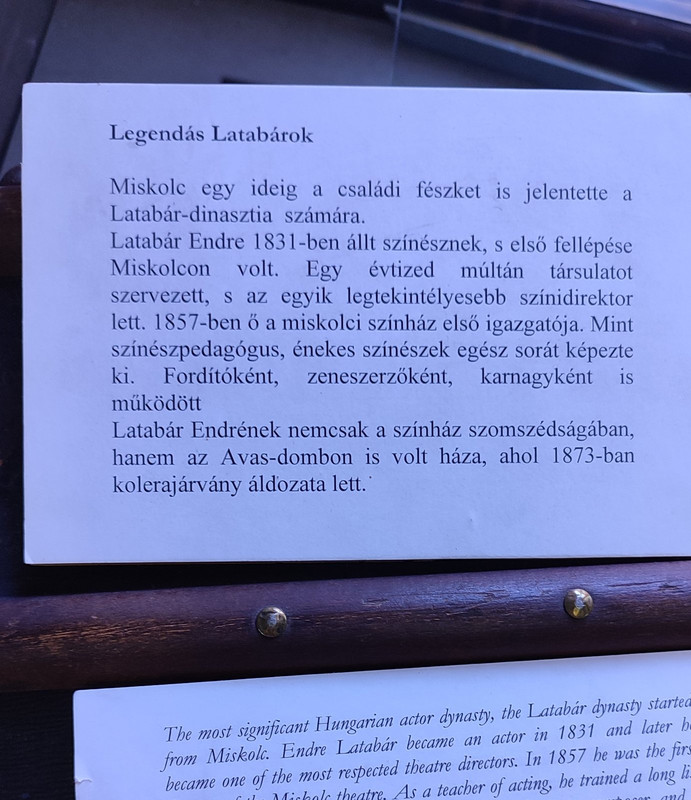 Legendás Latabárok
Miskolc egy ideig a családi fészket is jelentette a
Latabár-dinasztia számára.
Latabár Endre 1831-ben állt színésznek, s első fellépése
Miskolcon volt. Egy évtized múltán társulatot
szervezett, s az egyik legtekintélyesebb színidirektor
lett. 1857-ben ő a miskolci színház első igazgatója. Mint
színészpedagógus, énekes színészek egész sorát képezte
ki. Fordítóként, zeneszerzőként, karnagyként is
működött
Latabár Endrének nemcsak a színház szomszédságában,
hanem az Avas-dombon is volt háza, ahol 1873-ban
kolerajárvány áldozata lett.
The most significant Hungarian actor dynasty, the Latabár dynasty started
from Miskolc. Endre Latabár became an actor in 1831 and later
became one of the most respected theatre directors. In 1857 he was the
Miskolc theatre. As a teacher of acting, he trained a long
and